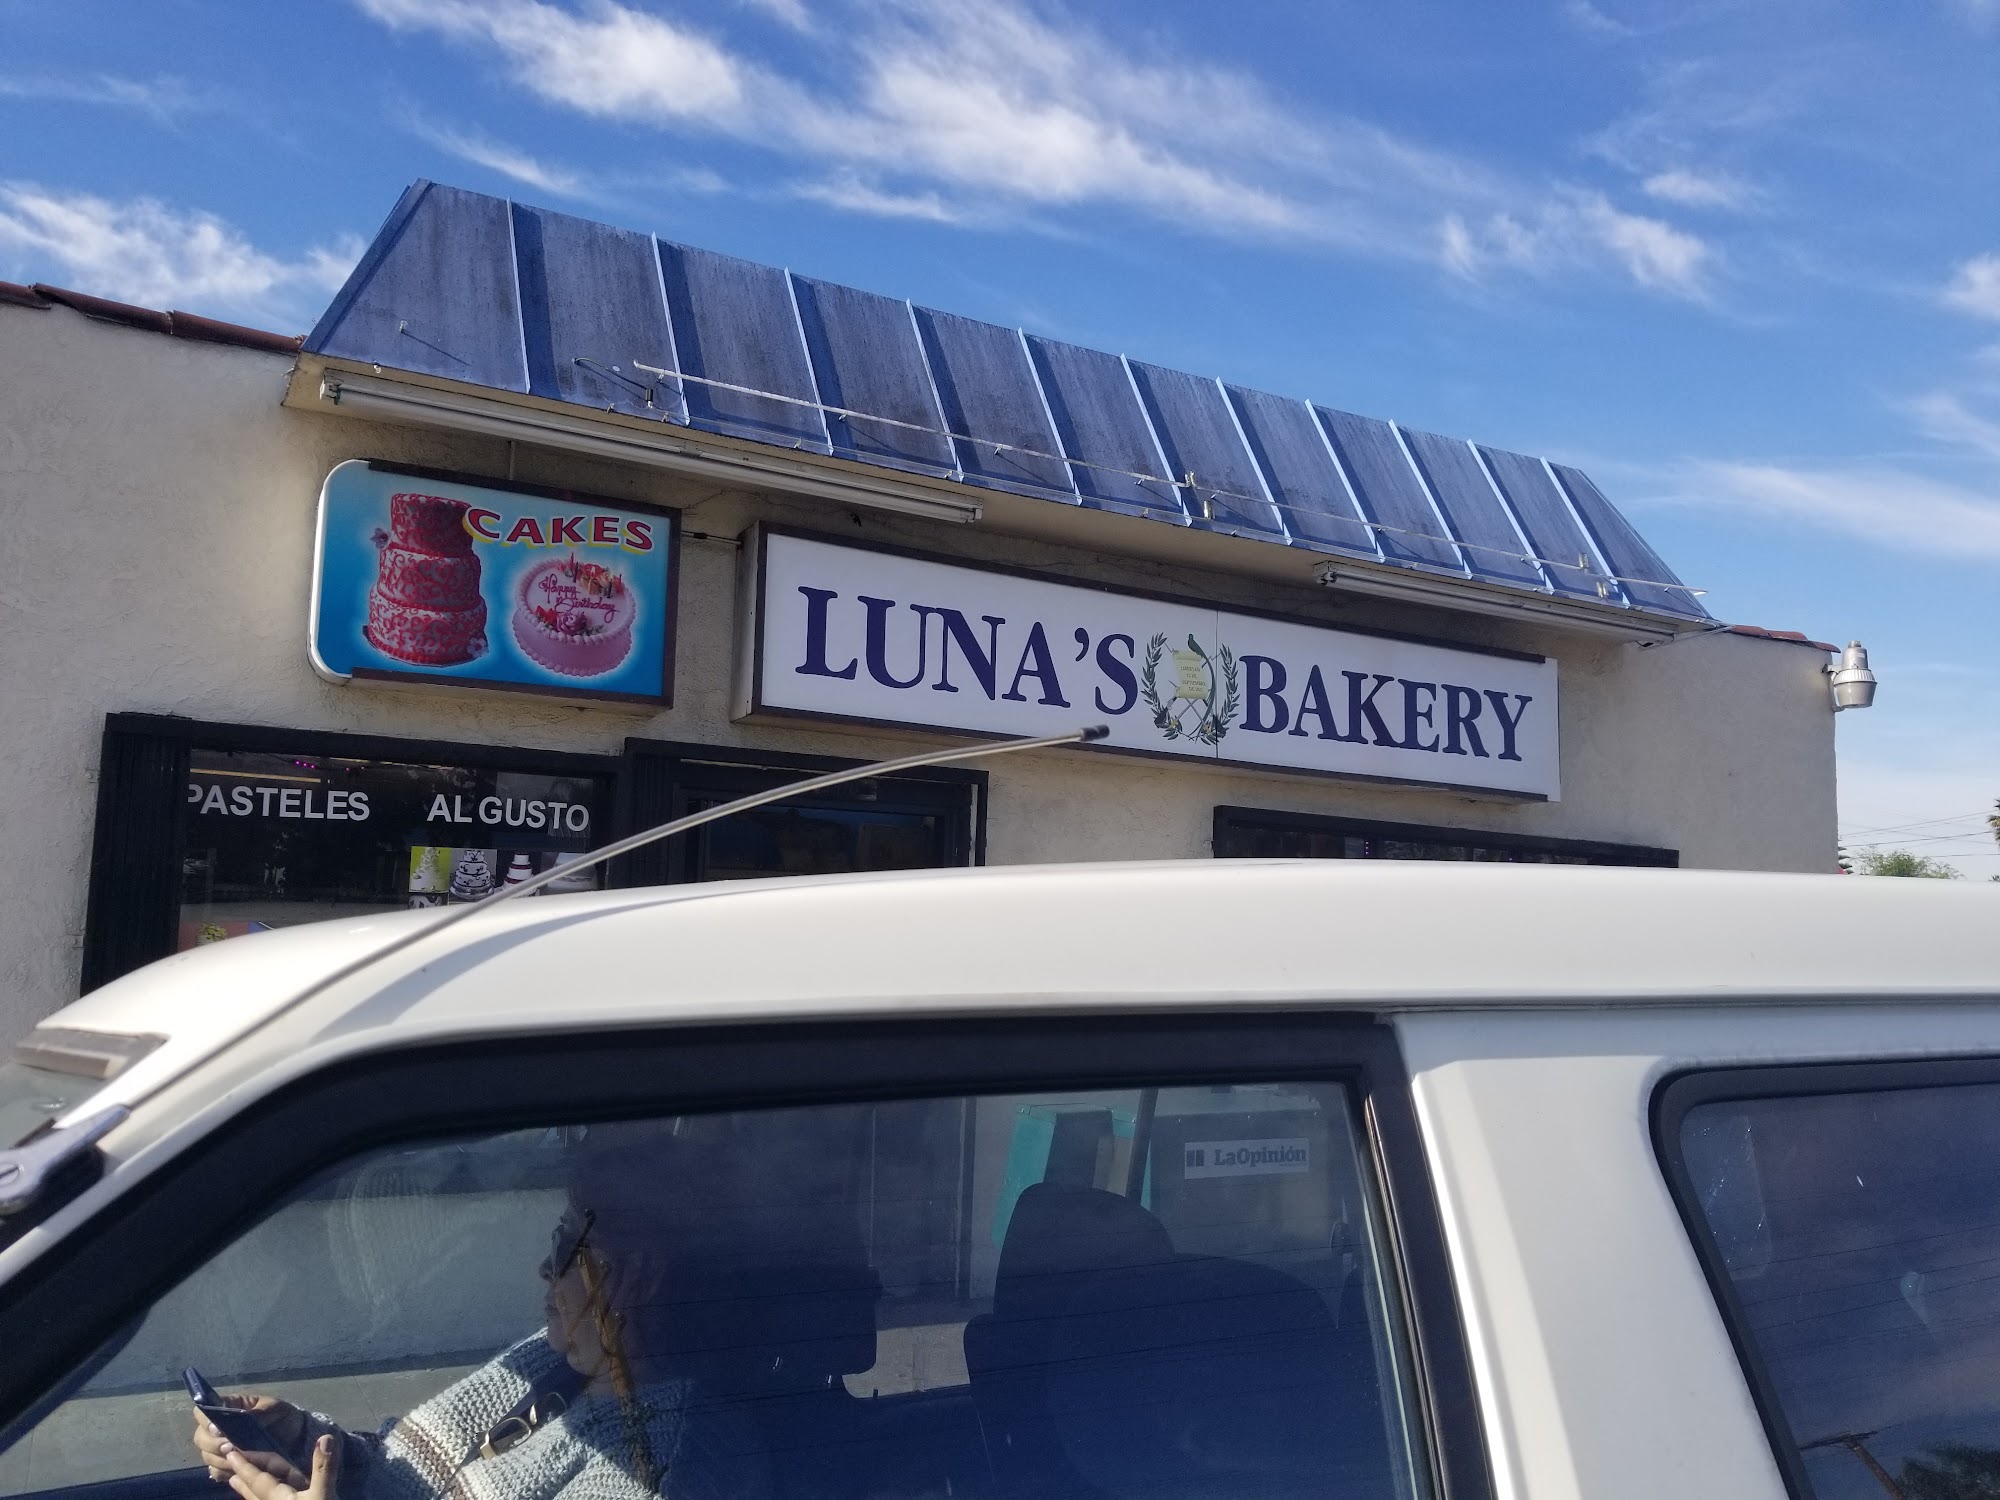 CAKES
Happy
Birthday
LUNA'S BAKERY
PASTELES AL GUSTO
LaOpinión